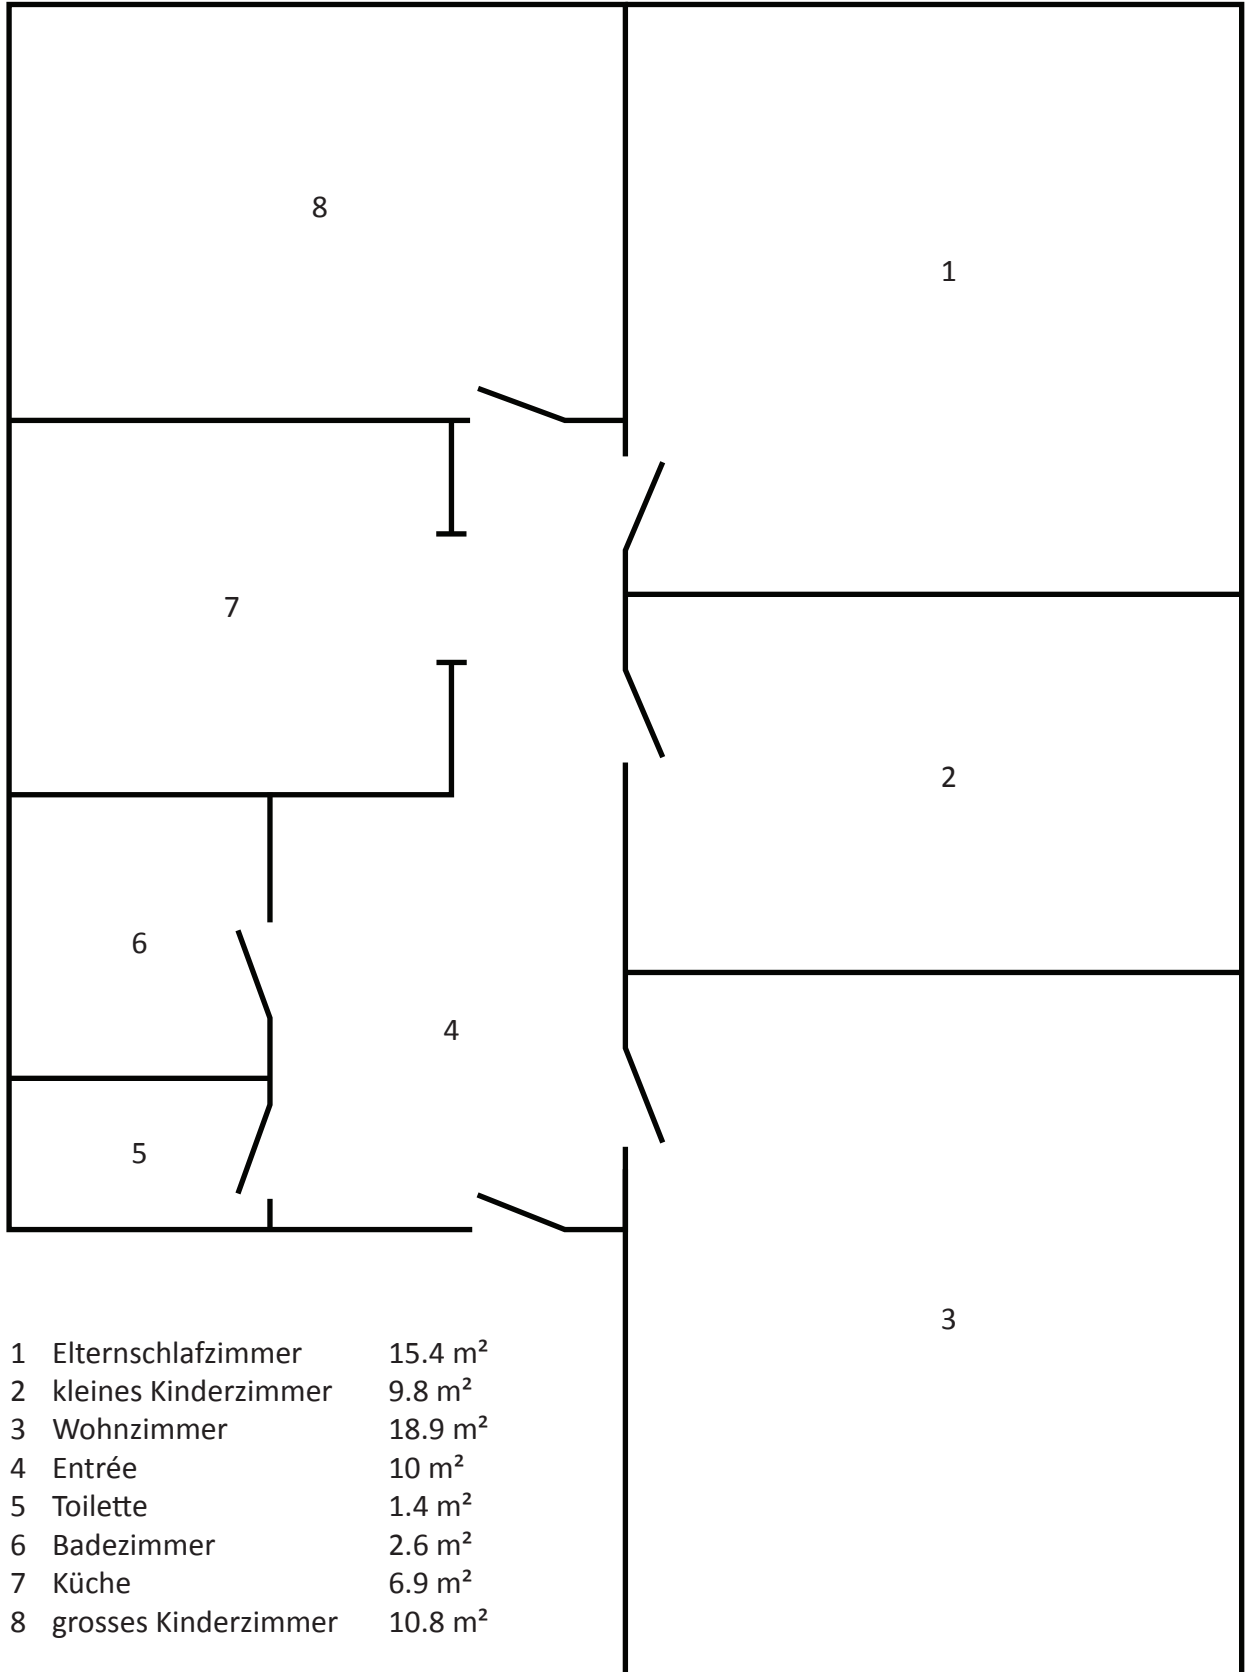 8
1
7
2
6
4
5
3
1 Elternschlafzimmer 15.4 m²
2 kleines Kinderzimmer 9.8 m²
3 Wohnzimmer 18.9 m²
4 Entrée 10 m²
5 Toilette 1.4 m²
6 Badezimmer 2.6 m²
7 Küche 6.9 m²
8 grosses Kinderzimmer 10.8 m²